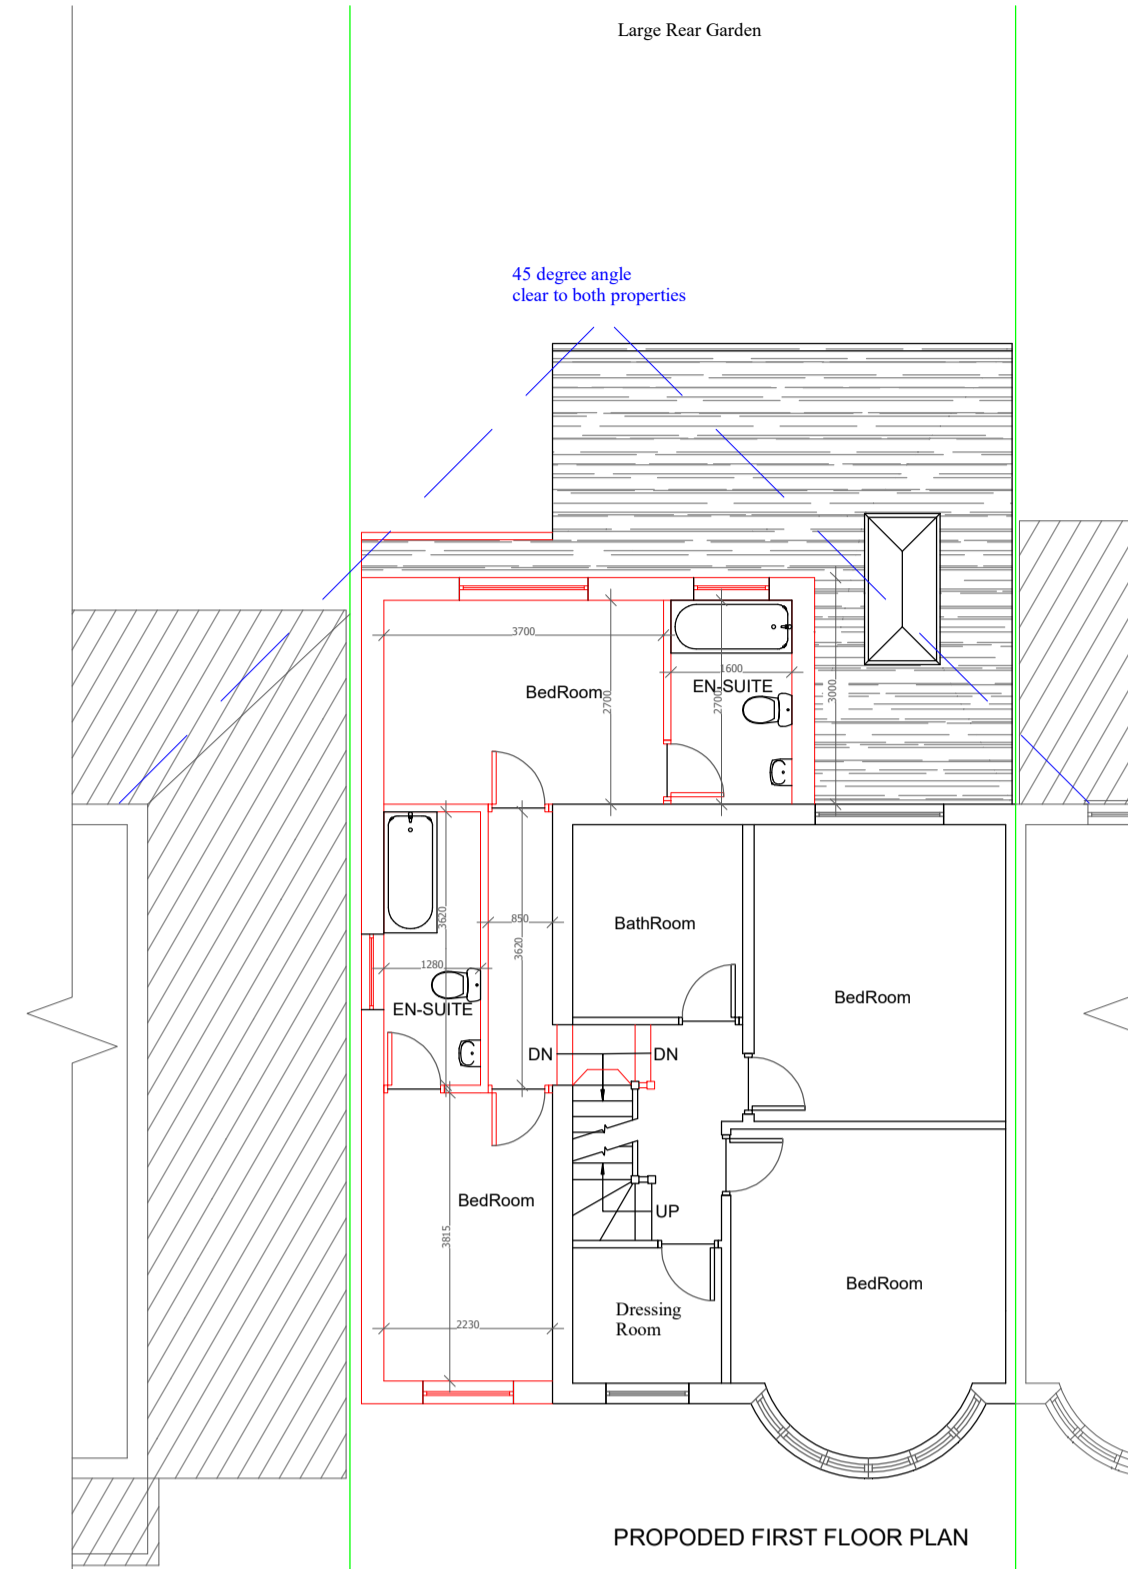 Large Rear Garden
45 degree angle
clear to both properties
3700
1600
BedRoom
EN-SUITE
2700
2700
3000
3620
850
3620
BathRoom
1280
BedRoom
EN-SUITE
DN
DN
BedRoom
UP
3815
BedRoom
Dressing
Room
2230
PROPODED FIRST FLOOR PLAN